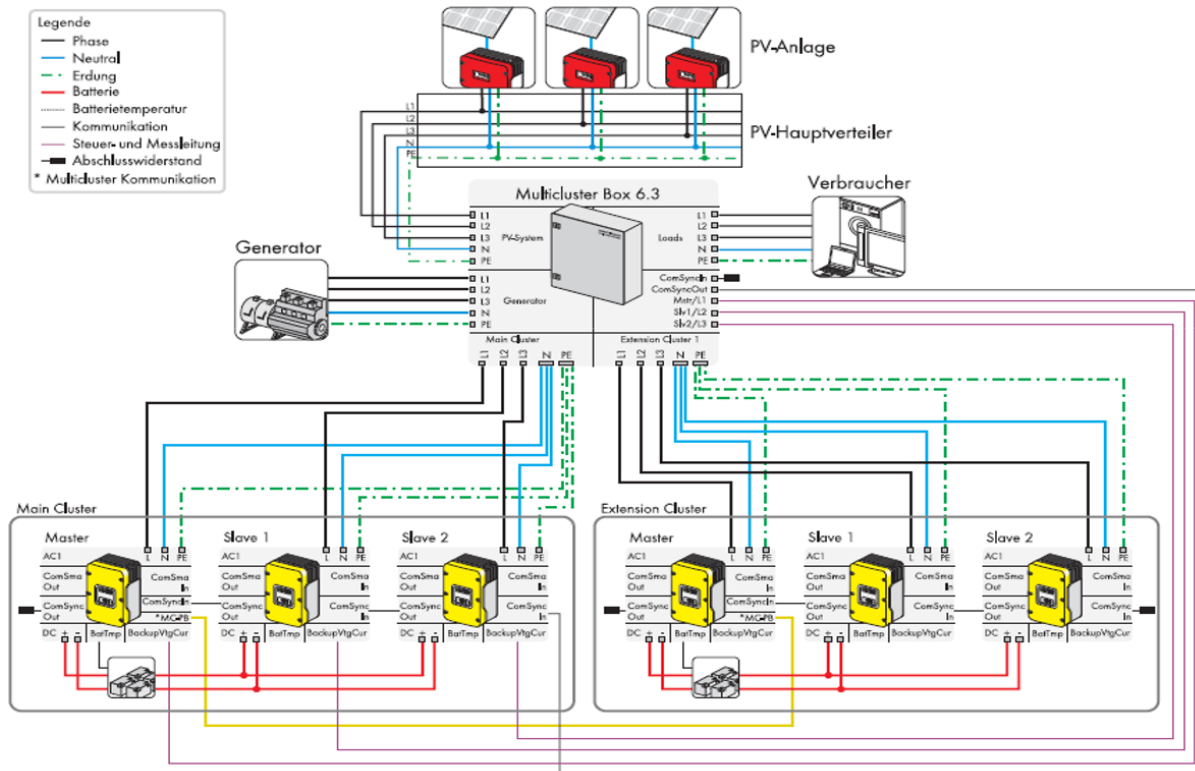 Legende
Phase
Neutral
Erdung
Batterie
Batterietemperatur
Kommunikation
Steuer- und Messleitung
Abschlusswiderstand
* Multicluster Kommunikation
PV-Anlage
L1
L2
L3
N
PE
PV-Hauptverteiler
Multicluster Box 6.3
L1
L2
L3
N
PE
PV-System
Loads
L1
L2
L3
N
PE
Verbraucher
Generator
L1
L2
L3
N
PE
Generator
ComSyncIn
ComSyncOut
Mstr/L1
Slv1/L2
Slv2/L3
Main Cluster
Extension Cluster 1
L1 L2 L3 N PE
L1 L2 L3 N PE
Main Cluster
Master
AC1
L N PE
ComSma Out
ComSma In
ComSync Out
ComSyncIn
*MC-PB
DC + -
BatTmp
BackupVtgCur
Slave 1
AC1
L N PE
ComSma Out
ComSma In
ComSync Out
ComSync In
DC + -
BatTmp
BackupVtgCur
Slave 2
AC1
L N PE
ComSma Out
ComSma In
ComSync Out
ComSync In
DC + -
BatTmp
BackupVtgCur
Extension Cluster
Master
AC1
L N PE
ComSma Out
ComSma In
ComSync Out
ComSyncIn
*MC-PB
DC + -
BatTmp
BackupVtgCur
Slave 1
AC1
L N PE
ComSma Out
ComSma In
ComSync Out
ComSync In
DC + -
BatTmp
BackupVtgCur
Slave 2
AC1
L N PE
ComSma Out
ComSma In
ComSync Out
ComSync In
DC + -
BatTmp
BackupVtgCur